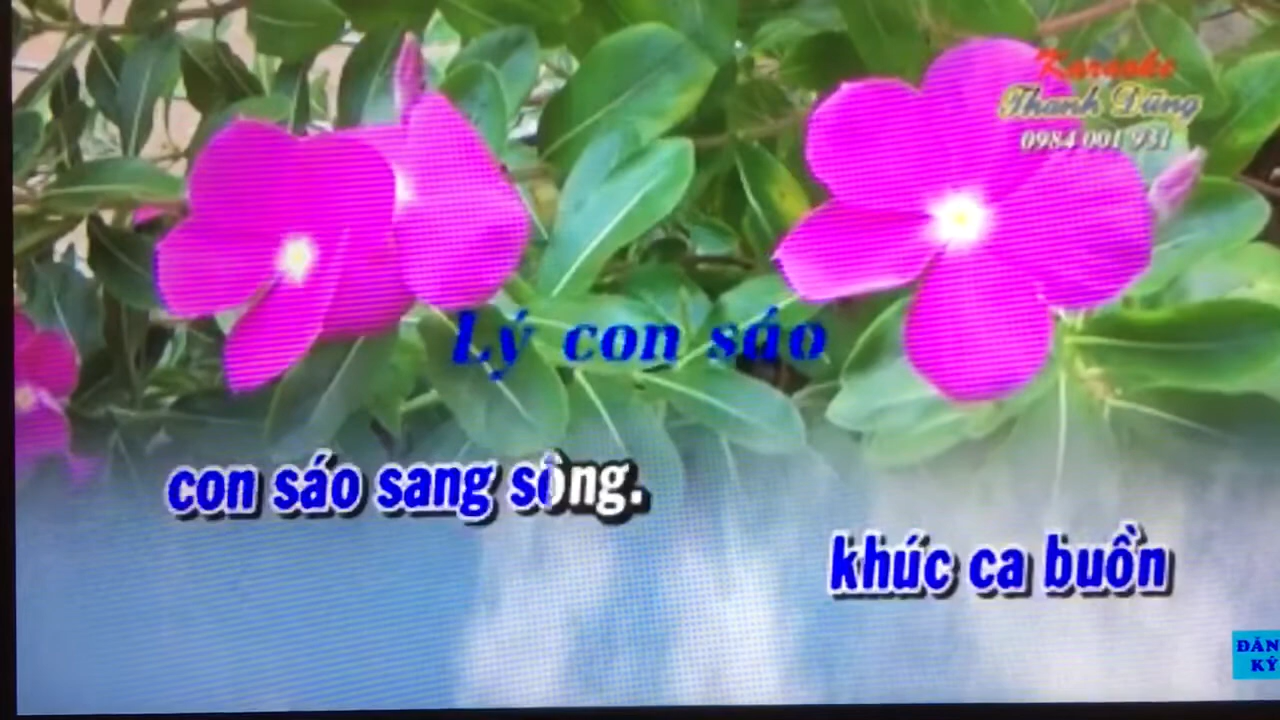 Karaoke
Thanh Dũng
0984 001 931
Lý con sáo
con sáo sang sông.
khúc ca buồn
ĐĂN
KÝ